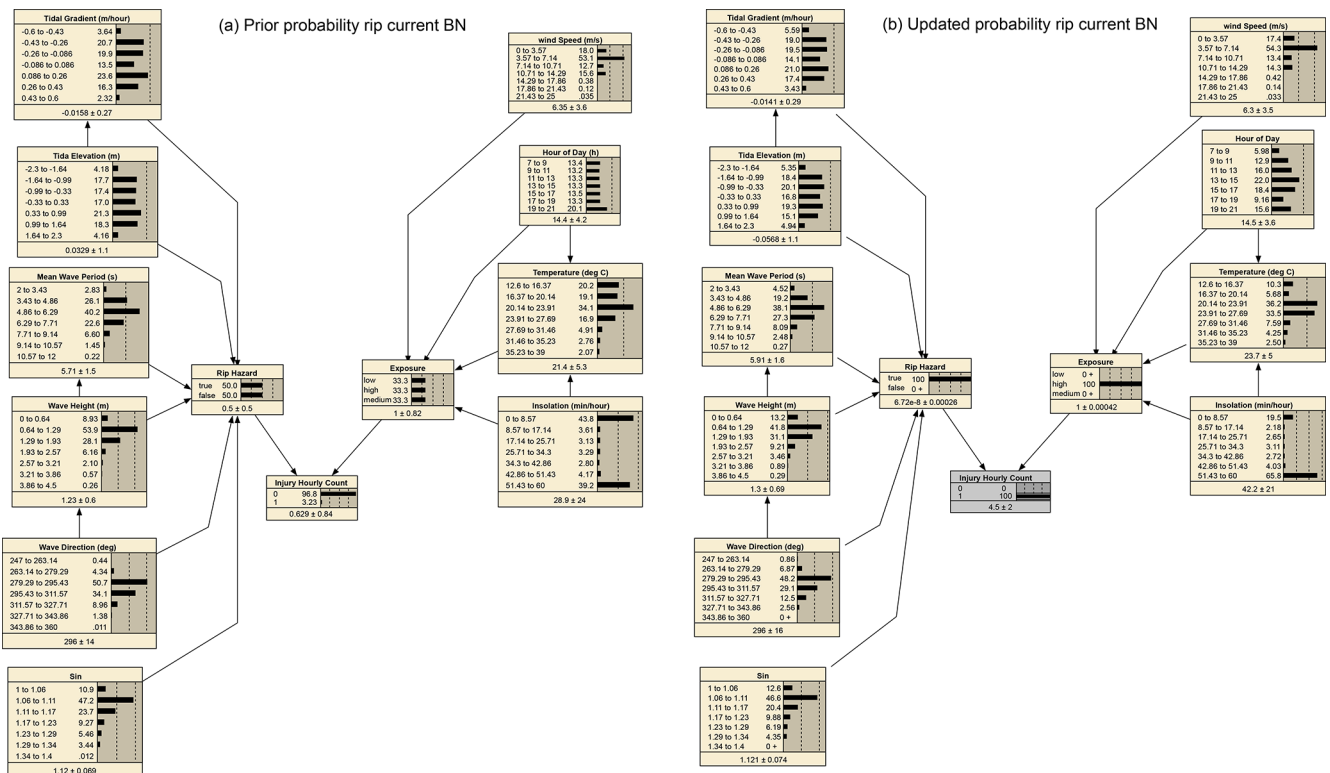 (a) Prior probability rip current BN
Tidal Gradient (m/hour)
-0.6 to -0.43 3.64
-0.43 to -0.26 20.7
-0.26 to -0.086 19.9
-0.086 to 0.086 13.5
0.086 to 0.26 23.6
0.26 to 0.43 16.3
0.43 to 0.6 2.32
-0.0158 ± 0.27
Tida Elevation (m)
-2.3 to -1.64 4.18
-1.64 to -0.99 17.7
-0.99 to -0.33 17.4
-0.33 to 0.33 17.0
0.33 to 0.99 21.3
0.99 to 1.64 18.3
1.64 to 2.3 4.16
0.0329 ± 1.1
Mean Wave Period (s)
2 to 3.43 2.83
3.43 to 4.86 26.1
4.86 to 6.29 40.2
6.29 to 7.71 22.6
7.71 to 9.14 6.60
9.14 to 10.57 1.45
10.57 to 12 0.22
5.71 ± 1.5
Wave Height (m)
0 to 0.64 8.93
0.64 to 1.29 53.9
1.29 to 1.93 28.1
1.93 to 2.57 6.16
2.57 to 3.21 2.10
3.21 to 3.86 0.57
3.86 to 4.5 0.26
1.23 ± 0.6
Wave Direction (deg)
247 to 263.14 0.44
263.14 to 279.29 4.34
279.29 to 295.43 50.7
295.43 to 311.57 34.1
311.57 to 327.71 8.96
327.71 to 343.86 1.38
343.86 to 360 .011
296 ± 14
Sin
1 to 1.06 10.9
1.06 to 1.11 47.2
1.11 to 1.17 23.7
1.17 to 1.23 9.27
1.23 to 1.29 5.46
1.29 to 1.34 3.44
1.34 to 1.4 .012
1.12 ± 0.069
Rip Hazard
true 50.0
false 50.0
0.5 ± 0.5
Injury Hourly Count
0 96.8
1 3.23
0.629 ± 0.84
Exposure
low 33.3
high 33.3
medium 33.3
1 ± 0.82
wind Speed (m/s)
0 to 3.57 18.0
3.57 to 7.14 53.1
7.14 to 10.71 12.7
10.71 to 14.29 15.6
14.29 to 17.86 0.38
17.86 to 21.43 0.12
21.43 to 25 .035
6.35 ± 3.6
Hour of Day (h)
7 to 9 13.4
9 to 11 13.2
11 to 13 13.3
13 to 15 13.3
15 to 17 13.5
17 to 19 13.3
19 to 21 20.1
14.4 ± 4.2
Temperature (deg C)
12.6 to 16.37 20.2
16.37 to 20.14 19.1
20.14 to 23.91 34.1
23.91 to 27.69 16.9
27.69 to 31.46 4.91
31.46 to 35.23 2.76
35.23 to 39 2.07
21.4 ± 5.3
Insolation (min/hour)
0 to 8.57 43.8
8.57 to 17.14 3.61
17.14 to 25.71 3.13
25.71 to 34.3 3.29
34.3 to 42.86 2.80
42.86 to 51.43 4.17
51.43 to 60 39.2
28.9 ± 24
(b) Updated probability rip current BN
Tidal Gradient (m/hour)
-0.6 to -0.43 5.59
-0.43 to -0.26 19.0
-0.26 to -0.086 19.5
-0.086 to 0.086 14.1
0.086 to 0.26 21.0
0.26 to 0.43 17.4
0.43 to 0.6 3.43
-0.0141 ± 0.29
Tida Elevation (m)
-2.3 to -1.64 5.35
-1.64 to -0.99 18.4
-0.99 to -0.33 20.1
-0.33 to 0.33 16.8
0.33 to 0.99 19.3
0.99 to 1.64 15.1
1.64 to 2.3 4.94
-0.0568 ± 1.1
Mean Wave Period (s)
2 to 3.43 4.52
3.43 to 4.86 19.2
4.86 to 6.29 38.1
6.29 to 7.71 27.3
7.71 to 9.14 8.09
9.14 to 10.57 2.48
10.57 to 12 0.27
5.91 ± 1.6
Wave Height (m)
0 to 0.64 13.2
0.64 to 1.29 41.8
1.29 to 1.93 31.1
1.93 to 2.57 9.21
2.57 to 3.21 3.46
3.21 to 3.86 0.89
3.86 to 4.5 0.29
1.3 ± 0.69
Wave Direction (deg)
247 to 263.14 0.86
263.14 to 279.29 6.87
279.29 to 295.43 48.2
295.43 to 311.57 29.1
311.57 to 327.71 12.5
327.71 to 343.86 2.56
343.86 to 360 0 +
296 ± 16
Sin
1 to 1.06 12.6
1.06 to 1.11 46.6
1.11 to 1.17 20.4
1.17 to 1.23 9.88
1.23 to 1.29 6.19
1.29 to 1.34 4.35
1.34 to 1.4 0 +
1.121 ± 0.074
Rip Hazard
true 100
false 0 +
6.72e-8 ± 0.00026
Injury Hourly Count
0 0
1 100
4.5 ± 2
Exposure
low 0 +
high 100
medium 0 +
1 ± 0.00042
wind Speed (m/s)
0 to 3.57 17.4
3.57 to 7.14 54.3
7.14 to 10.71 13.4
10.71 to 14.29 14.3
14.29 to 17.86 0.42
17.86 to 21.43 0.14
21.43 to 25 .033
6.3 ± 3.5
Hour of Day
7 to 9 5.98
9 to 11 12.9
11 to 13 16.0
13 to 15 22.0
15 to 17 18.4
17 to 19 9.16
19 to 21 15.6
14.5 ± 3.6
Temperature (deg C)
12.6 to 16.37 10.3
16.37 to 20.14 5.68
20.14 to 23.91 36.2
23.91 to 27.69 33.5
27.69 to 31.46 7.59
31.46 to 35.23 4.25
35.23 to 39 2.50
23.7 ± 5
Insolation (min/hour)
0 to 8.57 19.5
8.57 to 17.14 2.18
17.14 to 25.71 2.65
25.71 to 34.3 3.11
34.3 to 42.86 2.72
42.86 to 51.43 4.03
51.43 to 60 65.8
42.2 ± 21